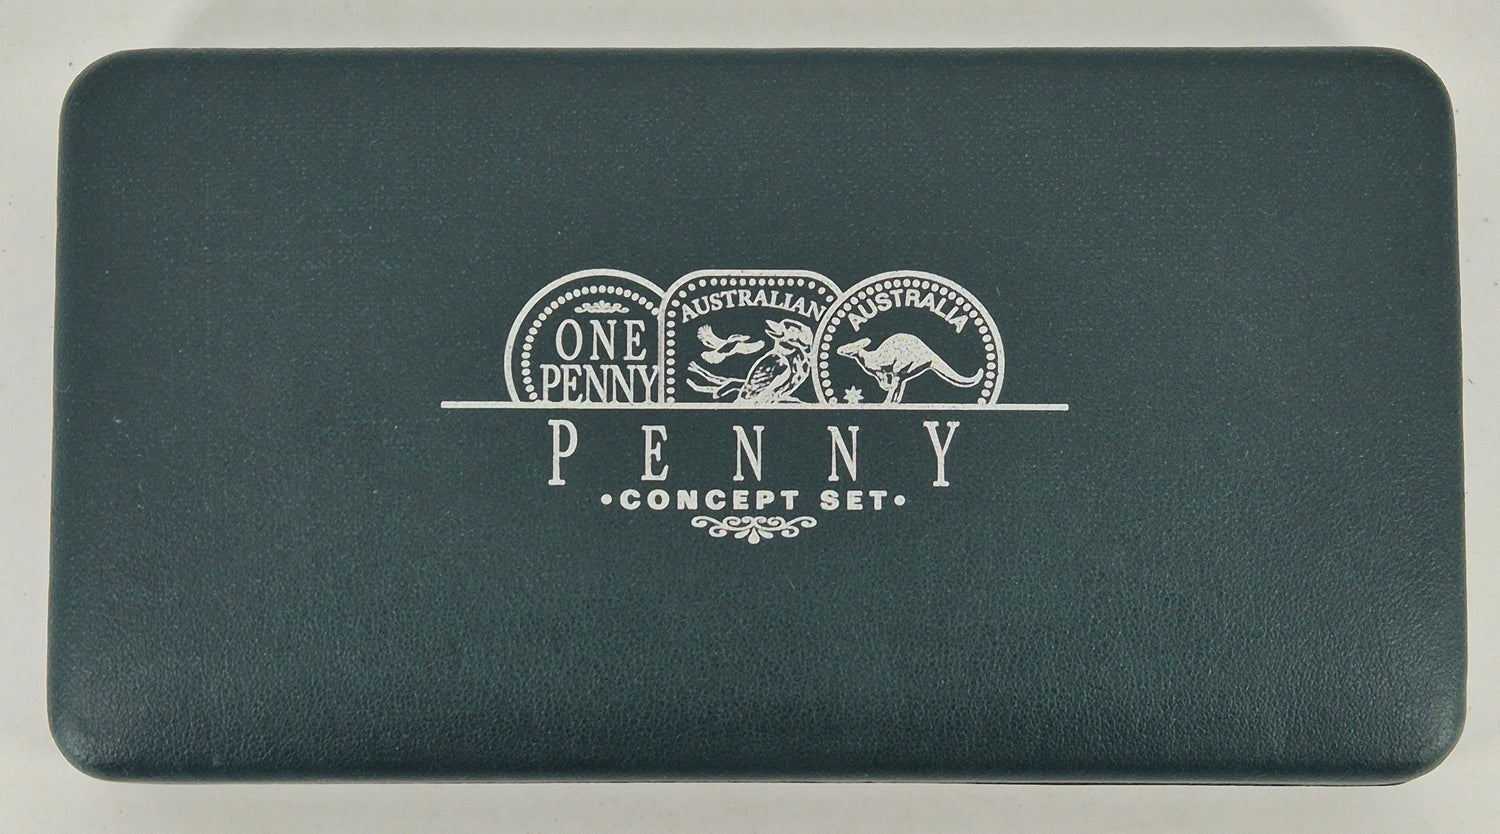 ONE
PENNY
AUSTRALIAN
AUSTRALIA
PENNY
•CONCEPT SET•